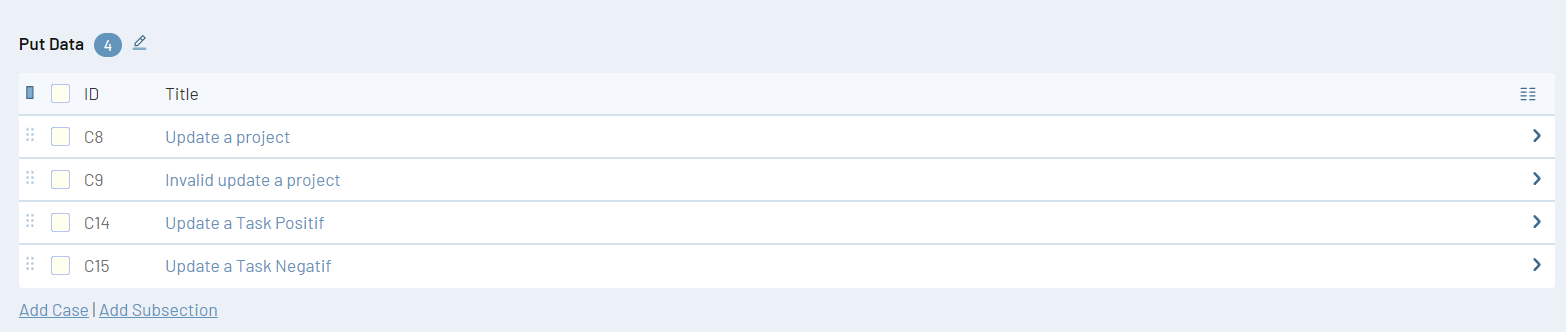 Put Data 4
ID Title
C8 Update a project
C9 Invalid update a project
C14 Update a Task Positif
C15 Update a Task Negatif
Add Case | Add Subsection